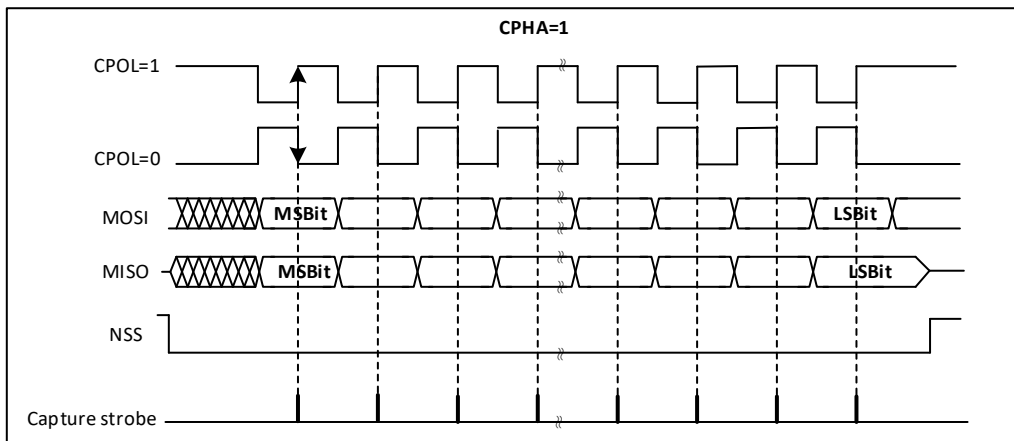 CPHA=1
CPOL=1
CPOL=0
MOSI MSBit LSBit
MISO MSBit LSBit
NSS
Capture strobe